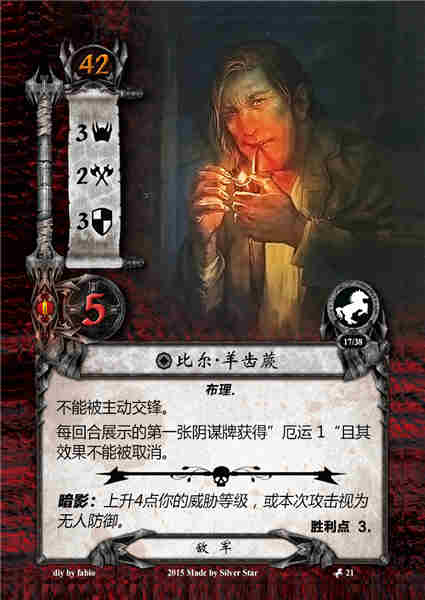 42
3
2
3
5
17/38
比尔·羊齿蕨
布理.
不能被主动交锋。
每回合展示的第一张阴谋牌获得”厄运 1“且其
效果不能被取消。
暗影：上升4点你的威胁等级，或本次攻击视为
无人防御。
胜利点 3.
敌 军
diy by fabio 2015 Made by Silver Star 21